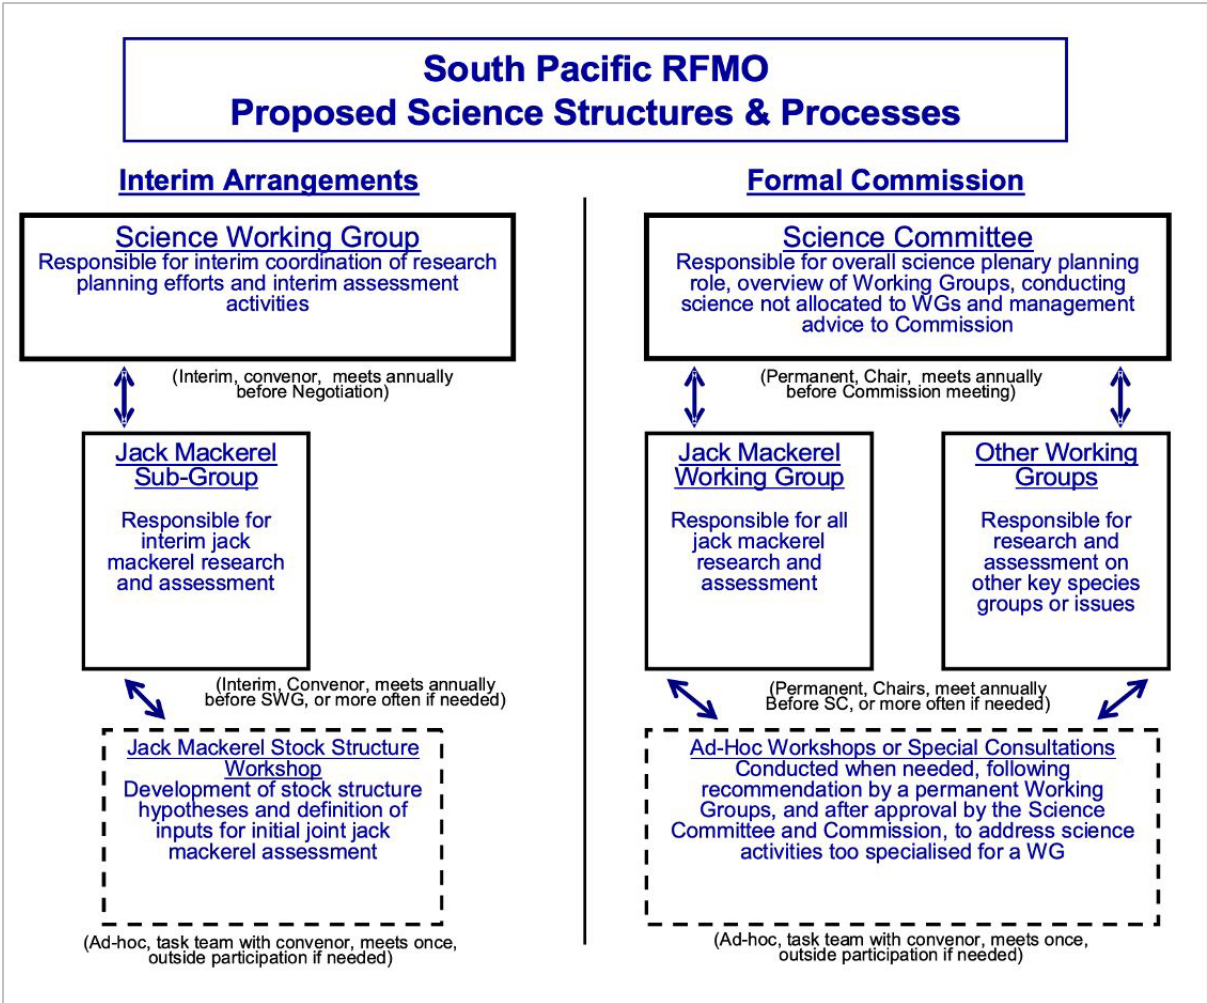 South Pacific RFMO
Proposed Science Structures & Processes
Interim Arrangements
Science Working Group
Responsible for interim coordination of research
planning efforts and interim assessment
activities
(Interim, convenor, meets annually
before Negotiation)
Jack Mackerel
Sub-Group
Responsible for
interim jack
mackerel research
and assessment
(Interim, Convenor, meets annually
before SWG, or more often if needed)
Jack Mackerel Stock Structure
Workshop
Development of stock structure
hypotheses and definition of
inputs for initial joint jack
mackerel assessment
(Ad-hoc, task team with convenor, meets once,
outside participation if needed)
Formal Commission
Science Committee
Responsible for overall science plenary planning
role, overview of Working Groups, conducting
science not allocated to WGs and management
advice to Commission
(Permanent, Chair, meets annually
before Commission meeting)
Jack Mackerel
Working Group
Responsible for all
jack mackerel
research and
assessment
Other Working
Groups
Responsible for
research and
assessment on
other key species
groups or issues
(Permanent, Chairs, meet annually
Before SC, or more often if needed)
Ad-Hoc Workshops or Special Consultations
Conducted when needed, following
recommendation by a permanent Working
Groups, and after approval by the Science
Committee and Commission, to address science
activities too specialised for a WG
(Ad-hoc, task team with convenor, meets once,
outside participation if needed)